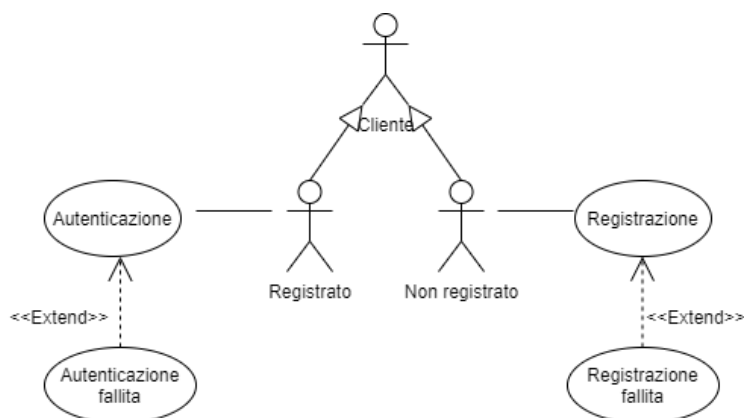 Cliente
Autenticazione
Registrazione
Registrato
Non registrato
<<Extend>>
<<Extend>>
Autenticazione
fallita
Registrazione
fallita